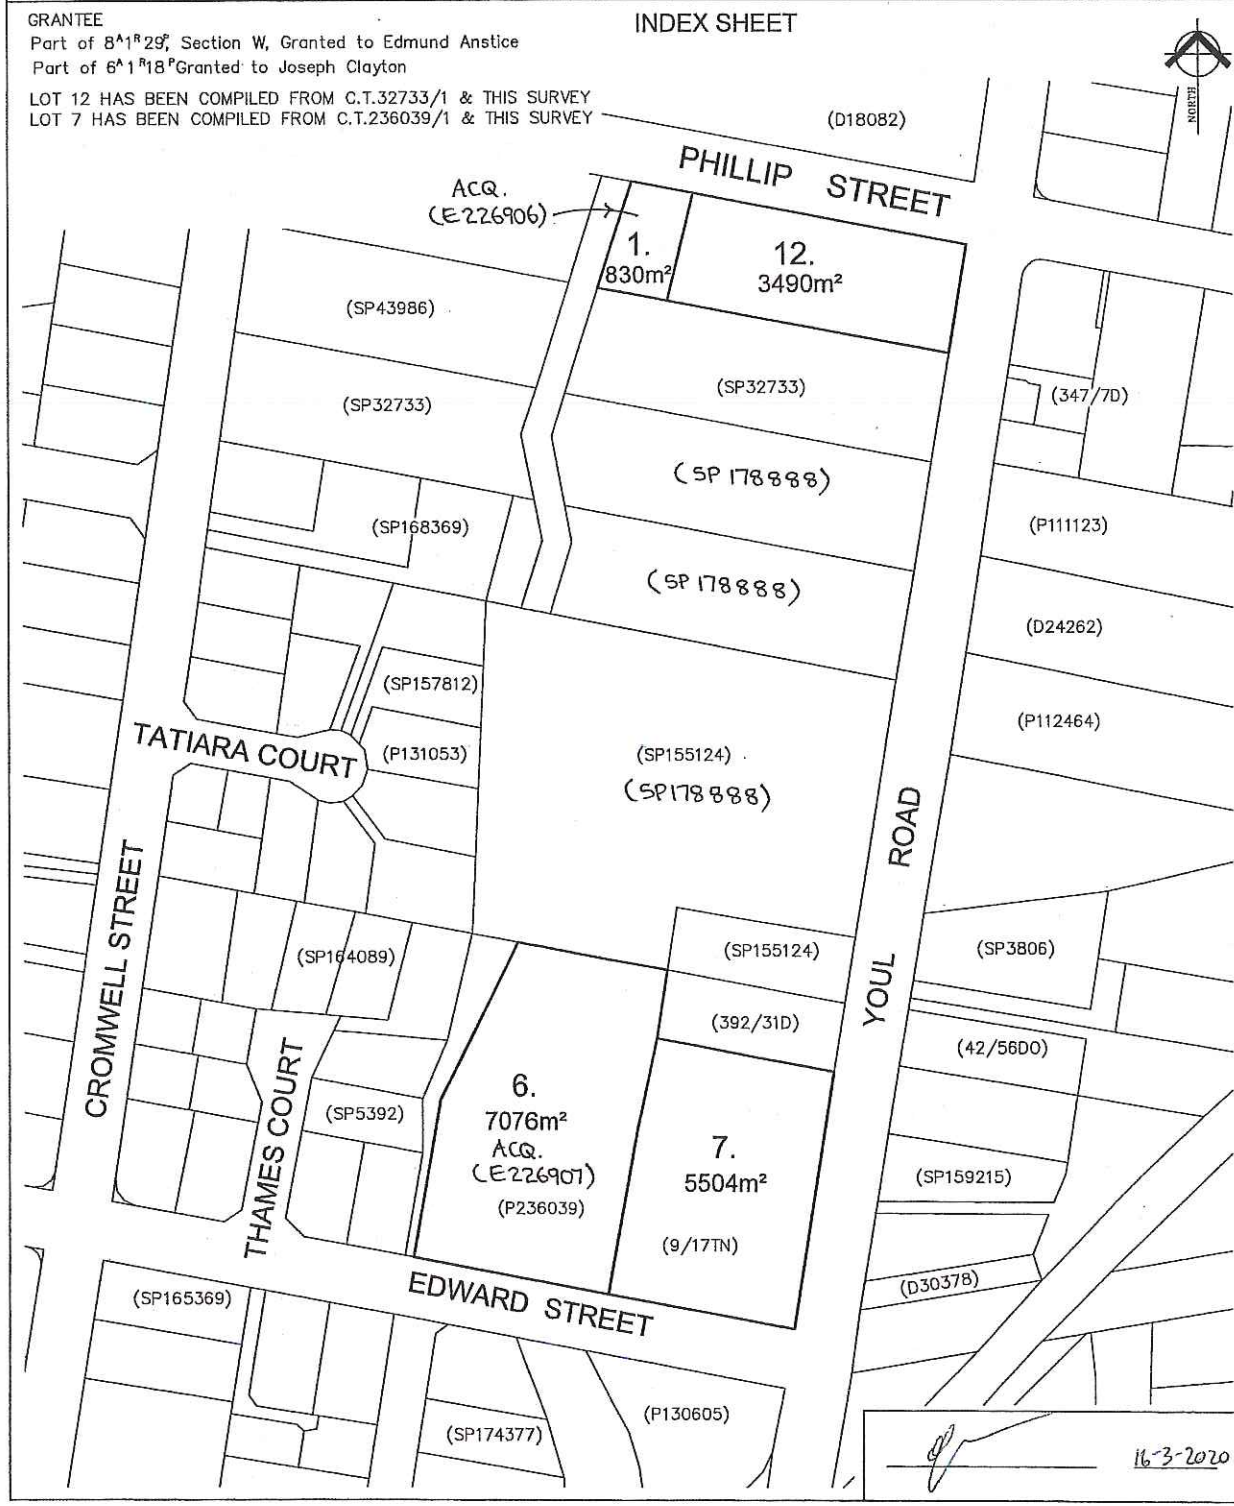 GRANTEE
Part of 8ᴬ1ᴿ29ᴾ, Section W, Granted to Edmund Anstice
Part of 6ᴬ1ᴿ18ᴾ Granted to Joseph Clayton
LOT 12 HAS BEEN COMPILED FROM C.T.32733/1 & THIS SURVEY
LOT 7 HAS BEEN COMPILED FROM C.T.236039/1 & THIS SURVEY
INDEX SHEET
NORTH
(D18082)
PHILLIP STREET
ACQ.
(E226906)
1.
830m²
12.
3490m²
(SP43986)
(SP32733)
(SP32733)
(347/7D)
(SP178888)
(SP168369)
(P111123)
(SP178888)
(D24262)
(SP157812)
(P112464)
TATIARA COURT
(P131053)
(SP155124)
(SP178888)
YOUL ROAD
CROMWELL STREET
(SP164089)
(SP155124)
(SP3806)
(392/31D)
(42/56DO)
THAMES COURT
(SP5392)
6.
7076m²
ACQ.
(E226907)
(P236039)
7.
5504m²
(9/17TN)
(SP159215)
(D30378)
EDWARD STREET
(SP165369)
(SP174377)
(P130605)
16-3-2020